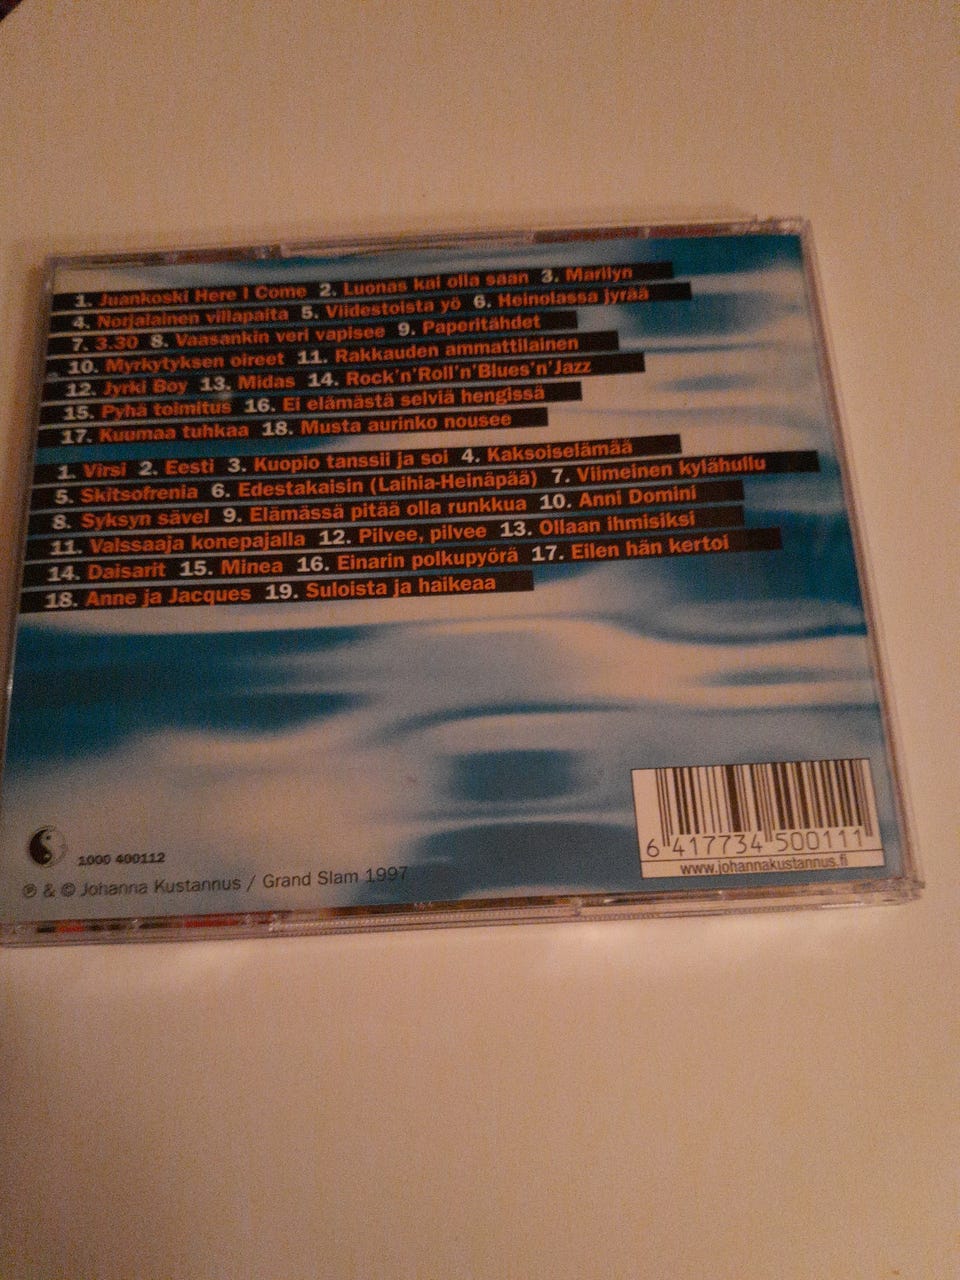 1. Juankoski Here I Come 2. Luonas kai olla saan 3. Marilyn
4. Norjalainen villapaita 5. Viidestoista yö 6. Heinolassa jyrää
7. 3.30 8. Vaasankin veri vapisee 9. Paperitähdet
10. Myrkytyksen oireet 11. Rakkauden ammattilainen
12. Jyrki Boy 13. Midas 14. Rock'n'Roll'n'Blues'n'Jazz
15. Pyhä toimitus 16. Ei elämästä selviä hengissä
17. Kuumaa tuhkaa 18. Musta aurinko nousee
1. Virsi 2. Eesti 3. Kuopio tanssii ja soi 4. Kaksoiselämää
5. Skitsofrenia 6. Edestakaisin (Laihia-Heinäpää) 7. Viimeinen kylähullu
8. Syksyn sävel 9. Elämässä pitää olla runkkua 10. Anni Domini
11. Valssaaja konepajalla 12. Pilvee, pilvee 13. Ollaan ihmisiksi
14. Daisarit 15. Minea 16. Einarin polkupyörä 17. Eilen hän kertoi
18. Anne ja Jacques 19. Suloista ja haikeaa
1000 400112
℗ & © Johanna Kustannus / Grand Slam 1997
6 417734 500111
www.johannakustannus.fi